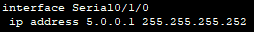 interface Serial0/1/0
 ip address 5.0.0.1 255.255.255.252